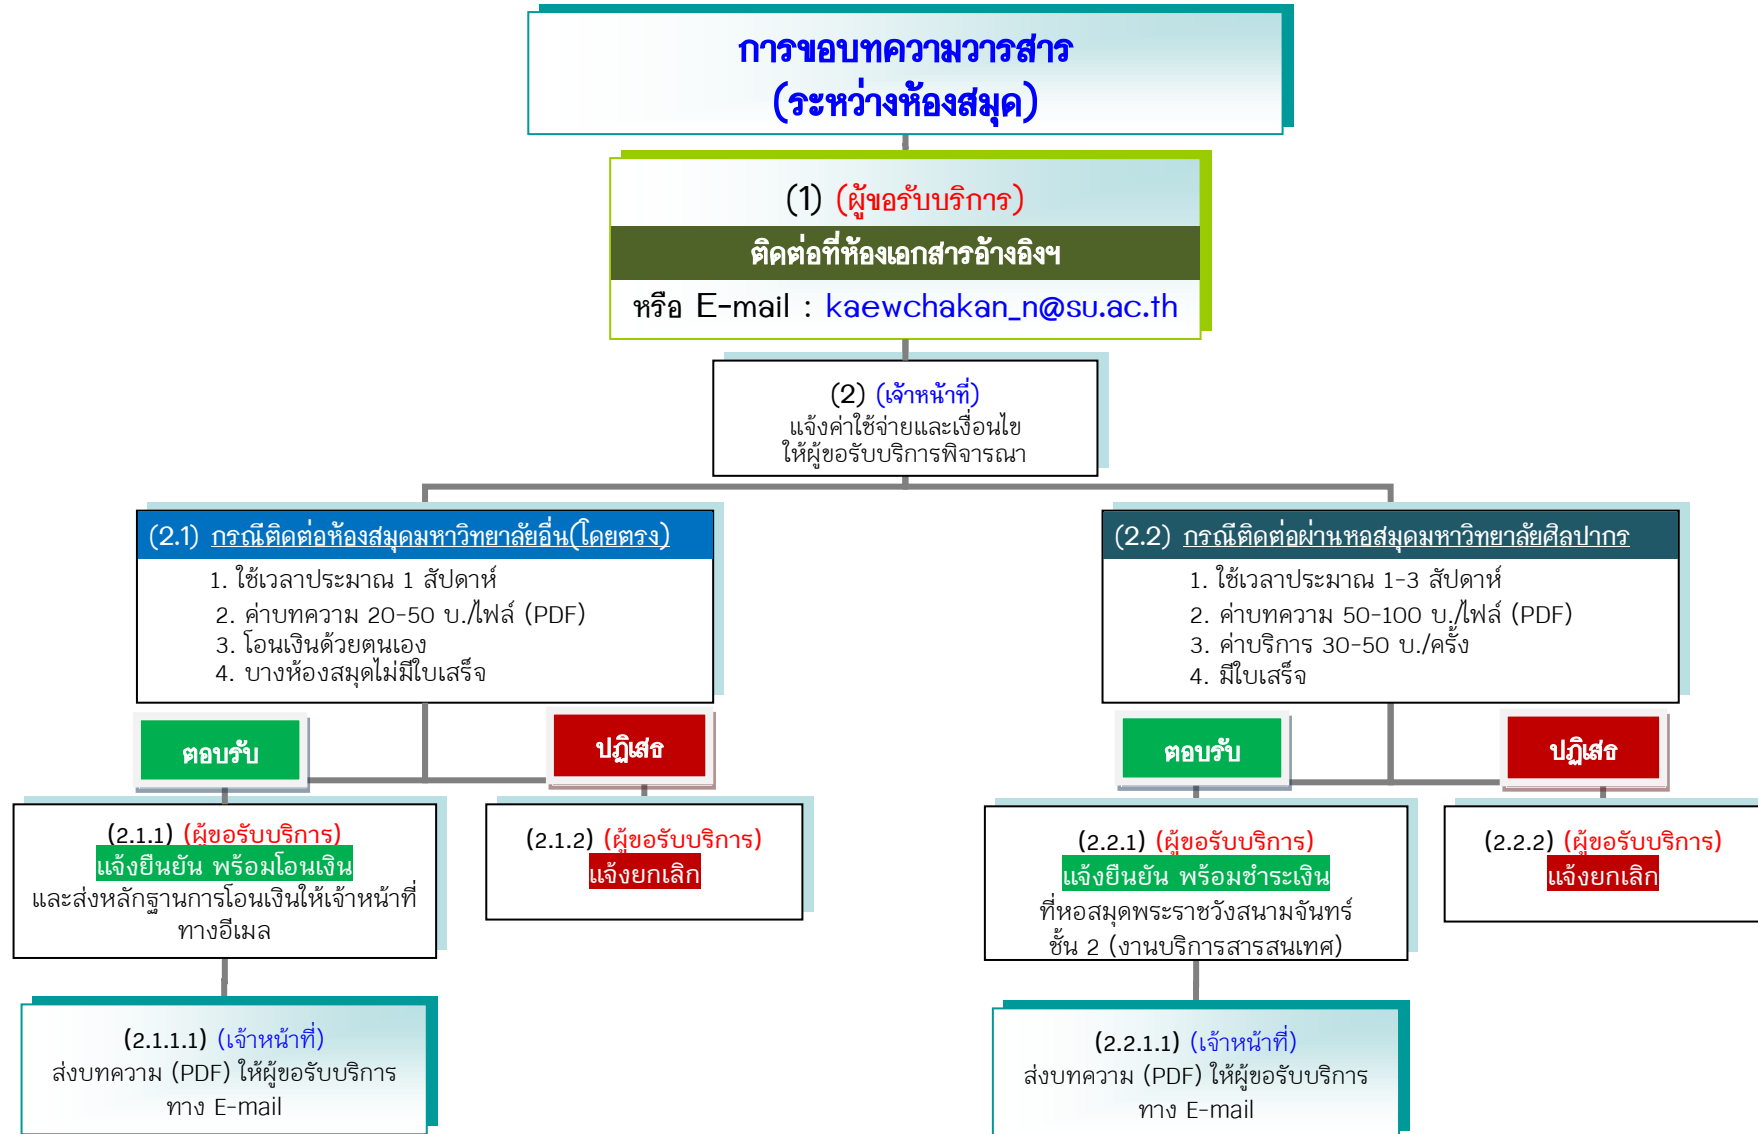 การขอบทความวารสาร
(ระหว่างห้องสมุด)
(1) (ผู้ขอรับบริการ)
ติดต่อที่ห้องเอกสารอ้างอิงฯ
หรือ E-mail : kaewchakan_n@su.ac.th
(2) (เจ้าหน้าที่)
แจ้งค่าใช้จ่ายและเงื่อนไข
ให้ผู้ขอรับบริการพิจารณา
(2.1) กรณีติดต่อห้องสมุดมหาวิทยาลัยอื่น(โดยตรง)
1. ใช้เวลาประมาณ 1 สัปดาห์
2. ค่าบทความ 20-50 บ./ไฟล์ (PDF)
3. โอนเงินด้วยตนเอง
4. บางห้องสมุดไม่มีใบเสร็จ
ตอบรับ
ปฏิเสธ
(2.1.1) (ผู้ขอรับบริการ)
แจ้งยืนยัน พร้อมโอนเงิน
และส่งหลักฐานการโอนเงินให้เจ้าหน้าที่
ทางอีเมล
(2.1.2) (ผู้ขอรับบริการ)
แจ้งยกเลิก
(2.1.1.1) (เจ้าหน้าที่)
ส่งบทความ (PDF) ให้ผู้ขอรับบริการ
ทาง E-mail
(2.2) กรณีติดต่อผ่านหอสมุดมหาวิทยาลัยศิลปากร
1. ใช้เวลาประมาณ 1-3 สัปดาห์
2. ค่าบทความ 50-100 บ./ไฟล์ (PDF)
3. ค่าบริการ 30-50 บ./ครั้ง
4. มีใบเสร็จ
ตอบรับ
ปฏิเสธ
(2.2.1) (ผู้ขอรับบริการ)
แจ้งยืนยัน พร้อมชำระเงิน
ที่หอสมุดพระราชวังสนามจันทร์
ชั้น 2 (งานบริการสารสนเทศ)
(2.2.2) (ผู้ขอรับบริการ)
แจ้งยกเลิก
(2.2.1.1) (เจ้าหน้าที่)
ส่งบทความ (PDF) ให้ผู้ขอรับบริการ
ทาง E-mail